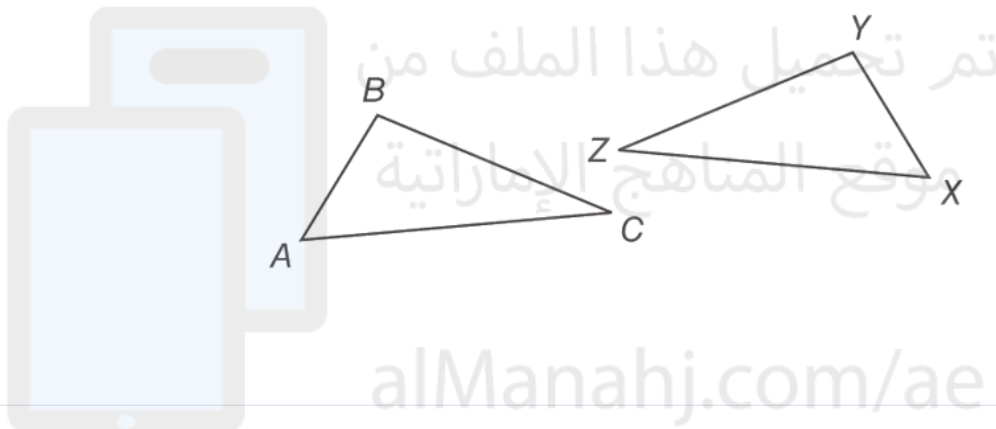 تم تحميل هذا الملف من
موقع المناهج الإماراتية
alManahj.com/ae
Y
B
Z
X
C
A